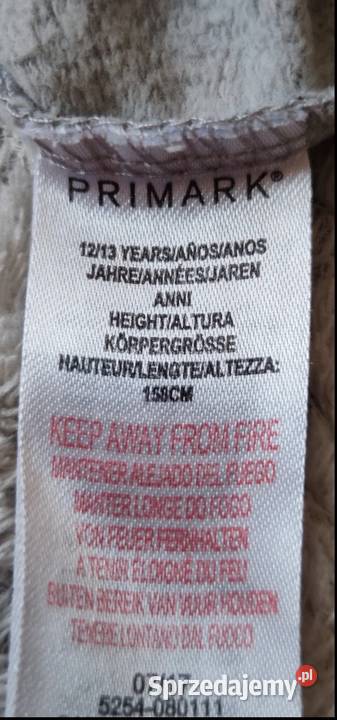 PRIMARK®
12/13 YEARS/AÑOS/ANOS
JAHRE/ANNÉES/JAREN
ANNI
HEIGHT/ALTURA
KÖRPERGRÖSSE
HAUTEUR/LENGTE/ALTEZZA:
158CM
KEEP AWAY FROM FIRE
MANTENER ALEJADO DEL FUEGO
MANTER LONGE DO FOGO
VON FEUER FERNHALTEN
A TENIR ÉLOIGNÉ DU FEU
BUITEN BEREIK VAN VUUR HOUDEN
TENERE LONTANO DAL FUOCO
Sprzedajemy.pl
5254-080111